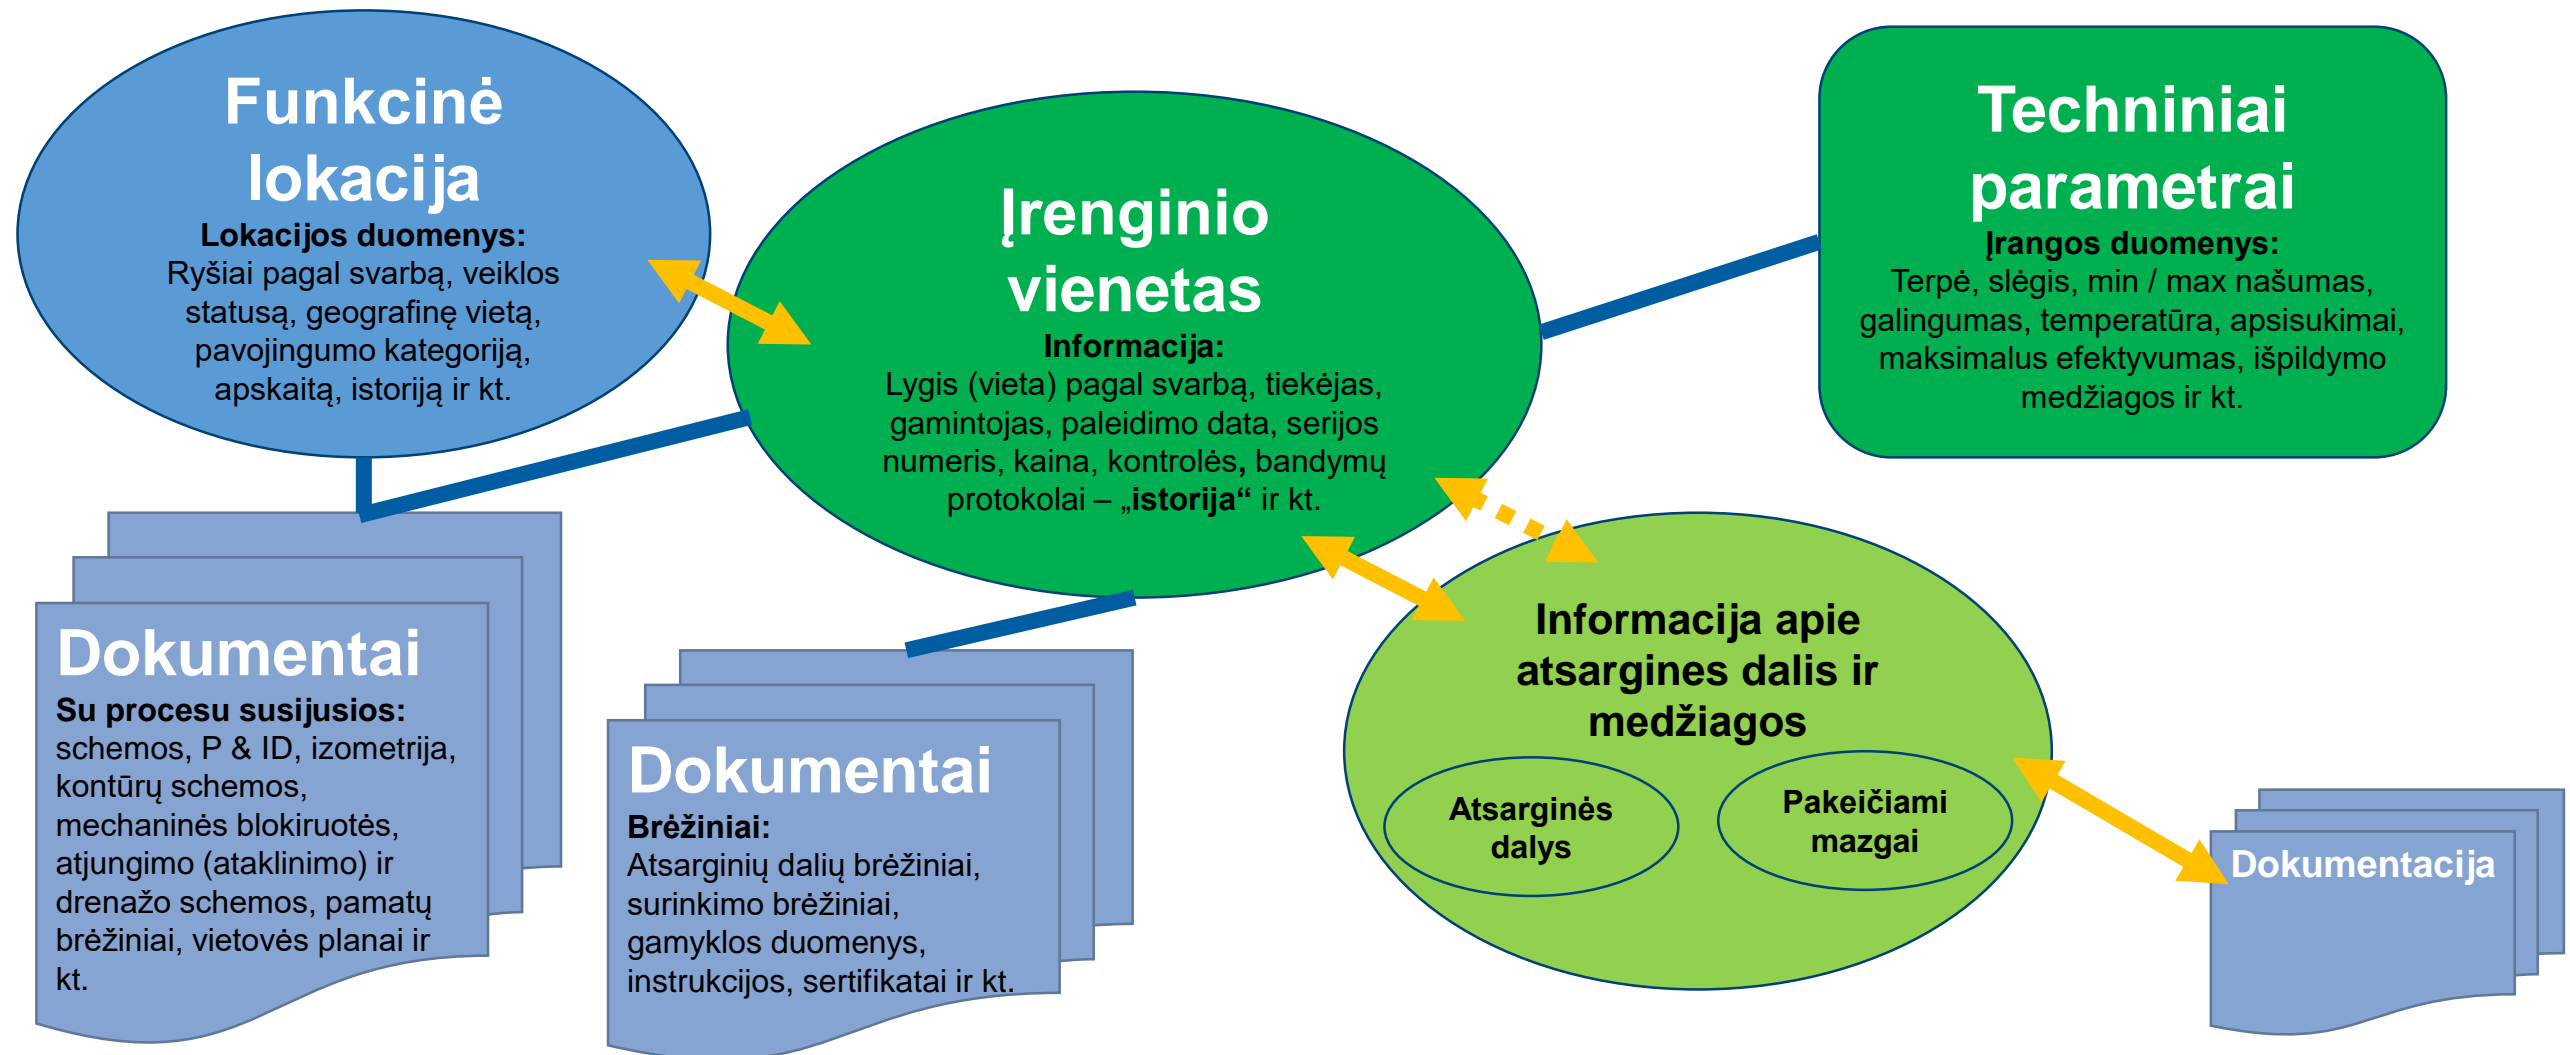 Funkcinė
lokacija
Lokacijos duomenys:
Ryšiai pagal svarbą, veiklos
statusą, geografinę vietą,
pavojingumo kategoriją,
apskaitą, istoriją ir kt.
Įrenginio
vienetas
Informacija:
Lygis (vieta) pagal svarbą, tiekėjas,
gamintojas, paleidimo data, serijos
numeris, kaina, kontrolės, bandymų
protokolai – „istorija“ ir kt.
Techniniai
parametrai
Įrangos duomenys:
Terpė, slėgis, min / max našumas,
galingumas, temperatūra, apsisukimai,
maksimalus efektyvumas, išpildymo
medžiagos ir kt.
Dokumentai
Su procesu susijusios:
schemos, P & ID, izometrija,
kontūrų schemos,
mechaninės blokiruotės,
atjungimo (ataklinimo) ir
drenažo schemos, pamatų
brėžiniai, vietovės planai ir
kt.
Dokumentai
Brėžiniai:
Atsarginių dalių brėžiniai,
surinkimo brėžiniai,
gamyklos duomenys,
instrukcijos, sertifikatai ir kt.
Informacija apie
atsargines dalis ir
medžiagos
Atsarginės
dalys
Pakeičiami
mazgai
Dokumentacija